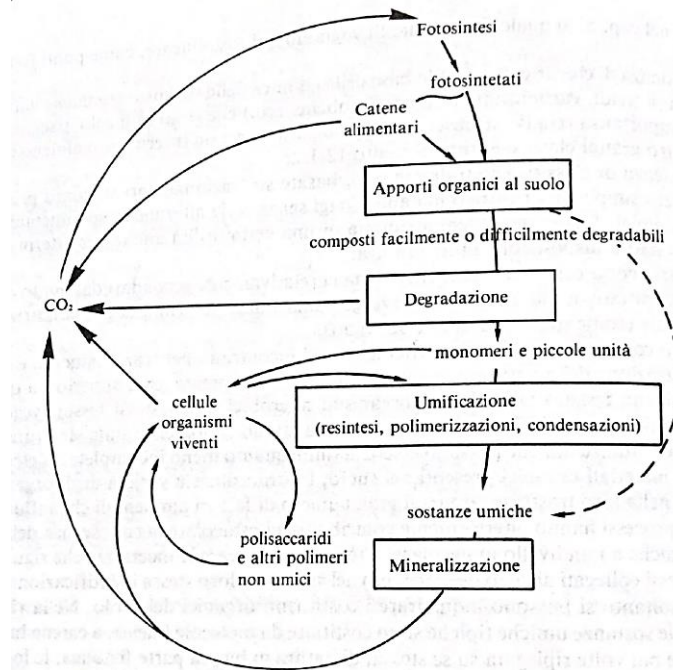 Fotosintesi
fotosintetati
Catene
alimentari
Apporti organici al suolo
composti facilmente o difficilmente degradabili
CO₂
Degradazione
monomeri e piccole unità
cellule
organismi
viventi
Umificazione
(resintesi, polimerizzazioni, condensazioni)
sostanze umiche
polisaccaridi
e altri polimeri
non umici
Mineralizzazione